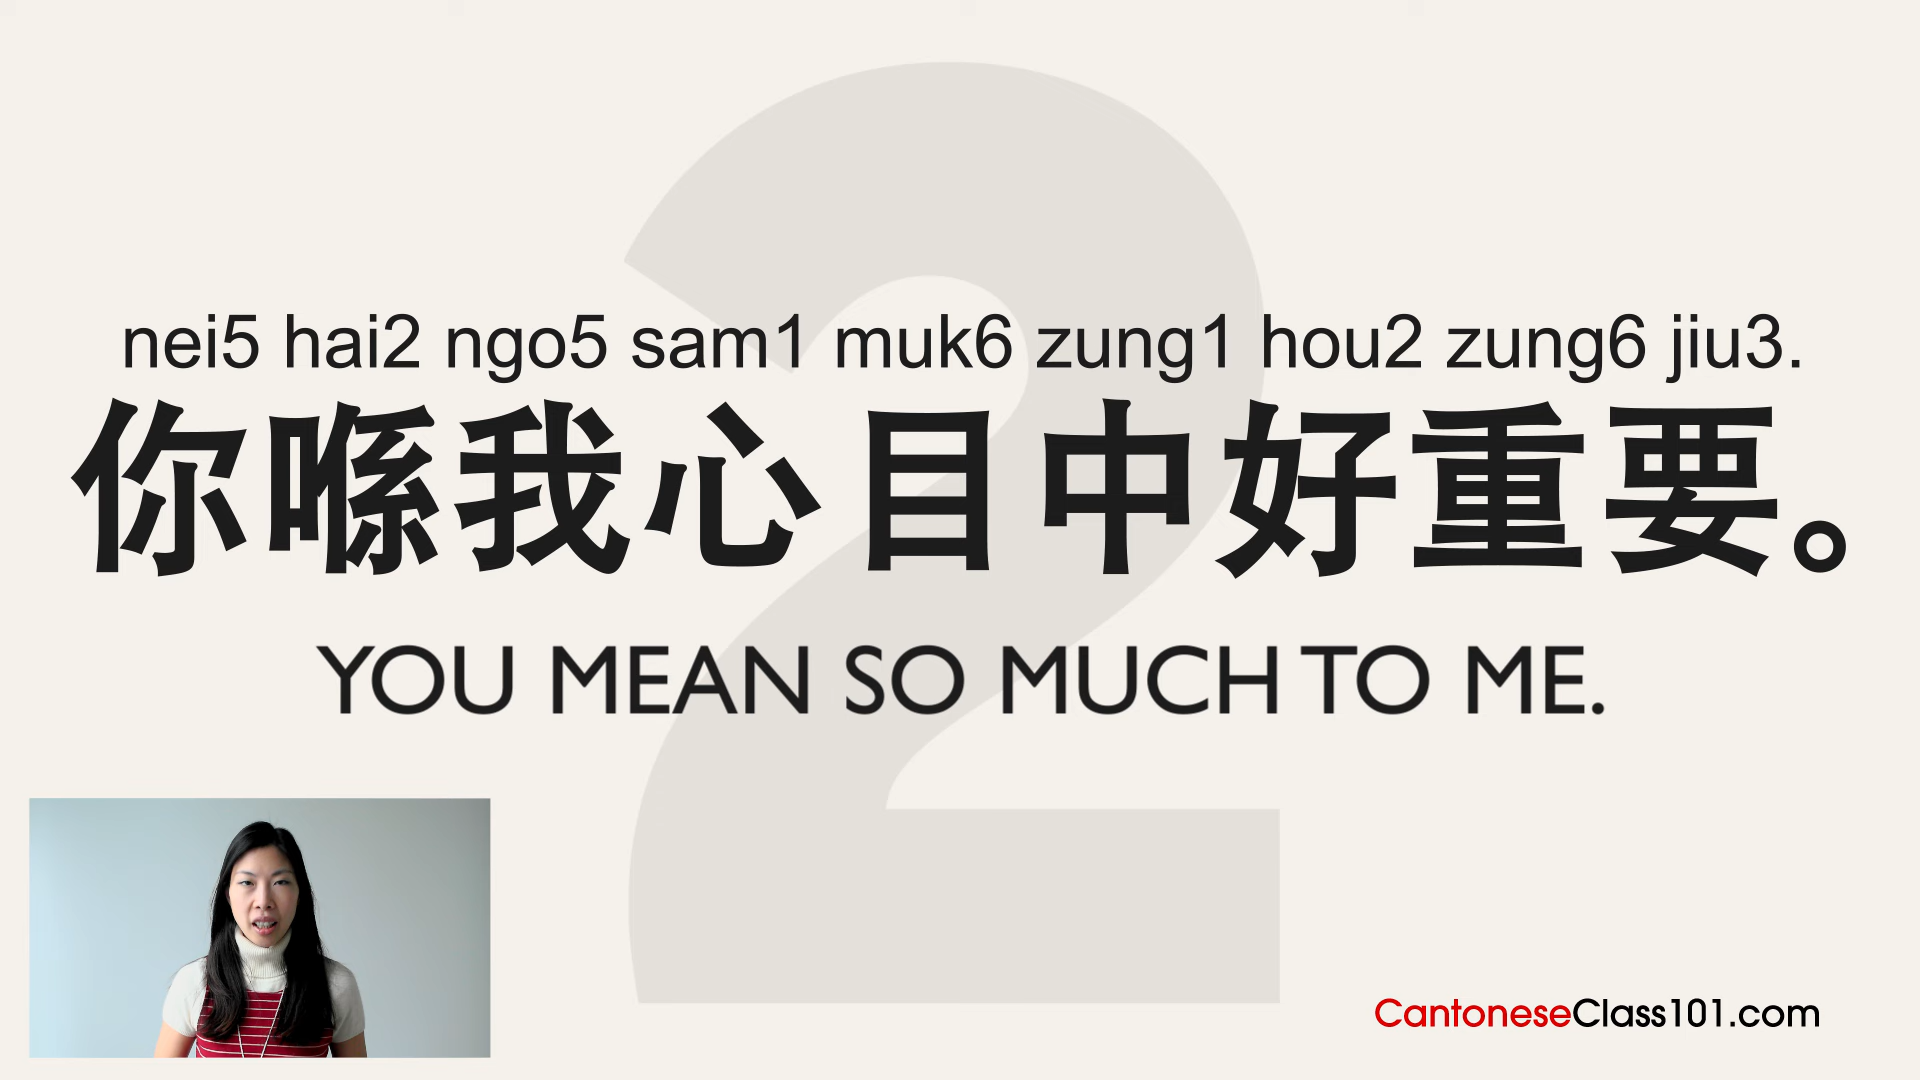 2
nei5 hai2 ngo5 sam1 muk6 zung1 hou2 zung6 jiu3.
你喺我心目中好重要。
YOU MEAN SO MUCH TO ME.
CantoneseClass101.com